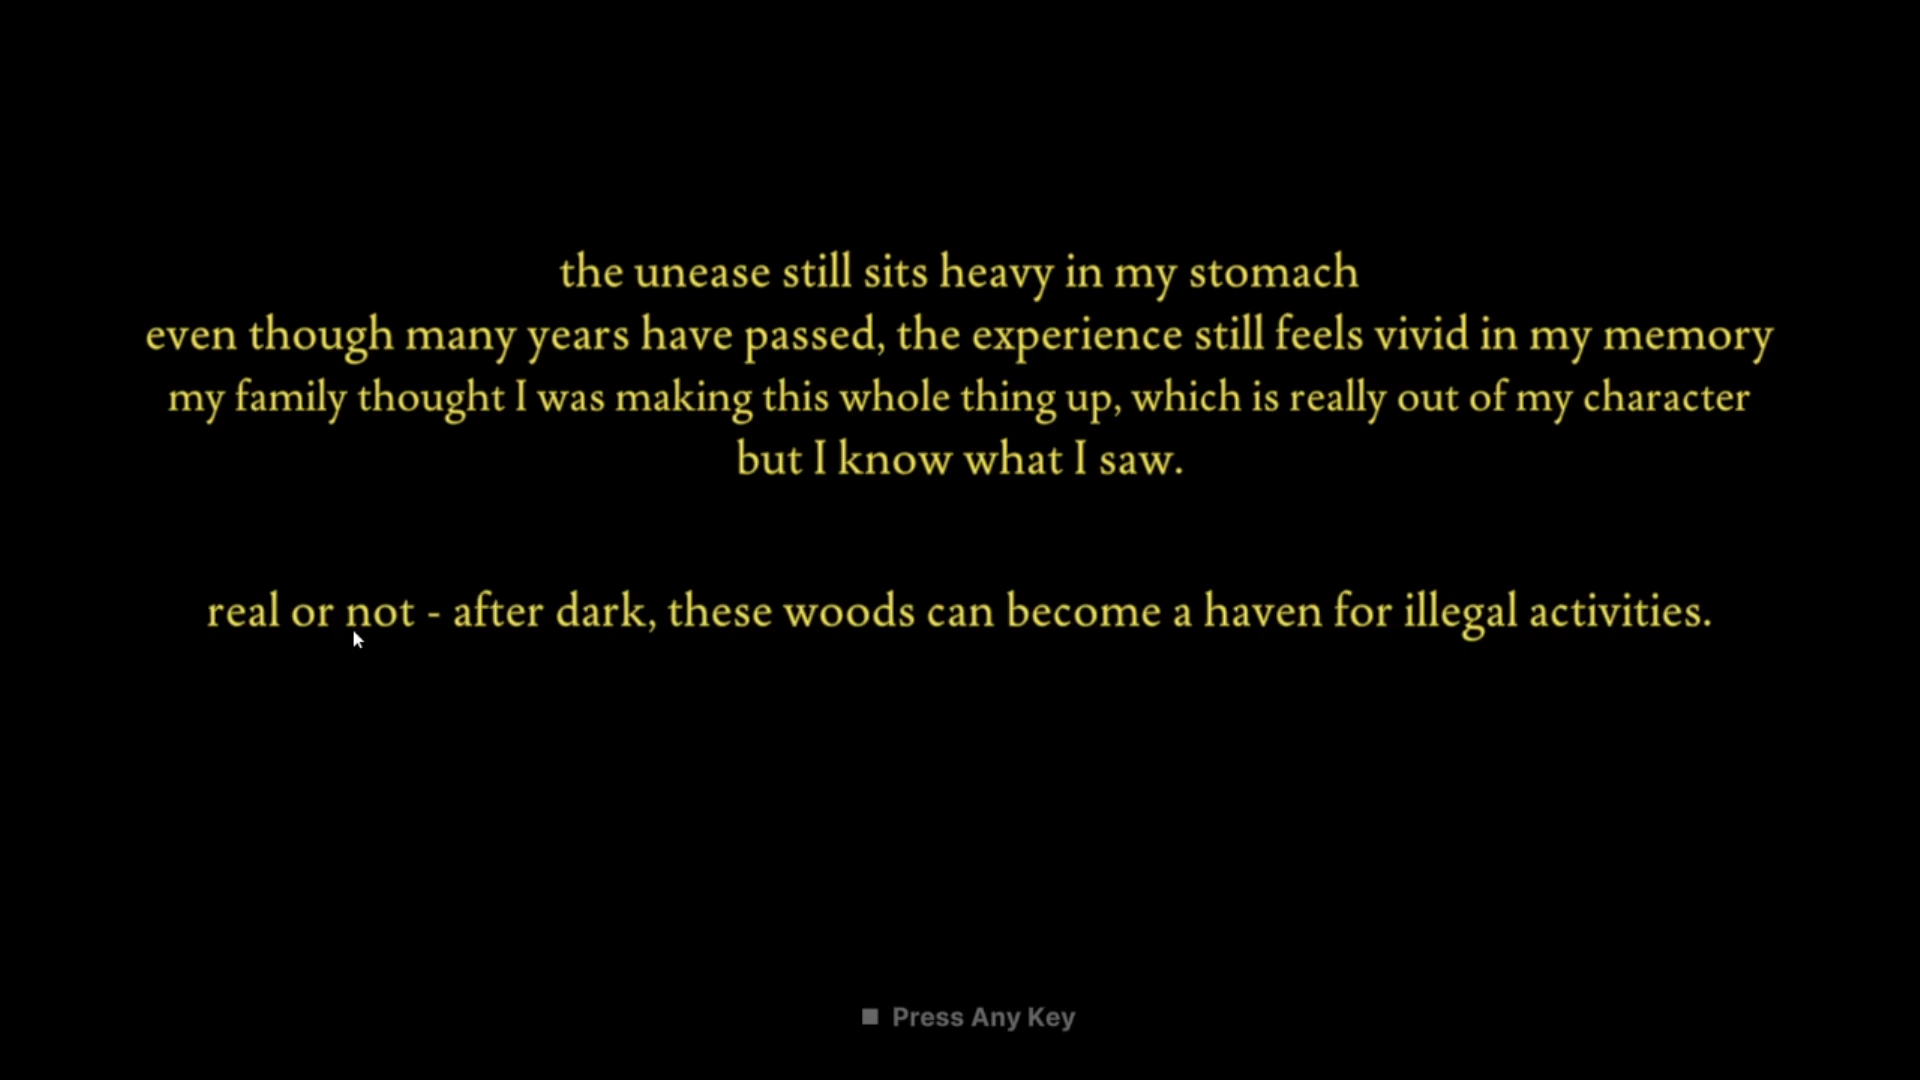 the unease still sits heavy in my stomach
even though many years have passed, the experience still feels vivid in my memory
my family thought I was making this whole thing up, which is really out of my character
but I know what I saw.
real or not - after dark, these woods can become a haven for illegal activities.
Press Any Key